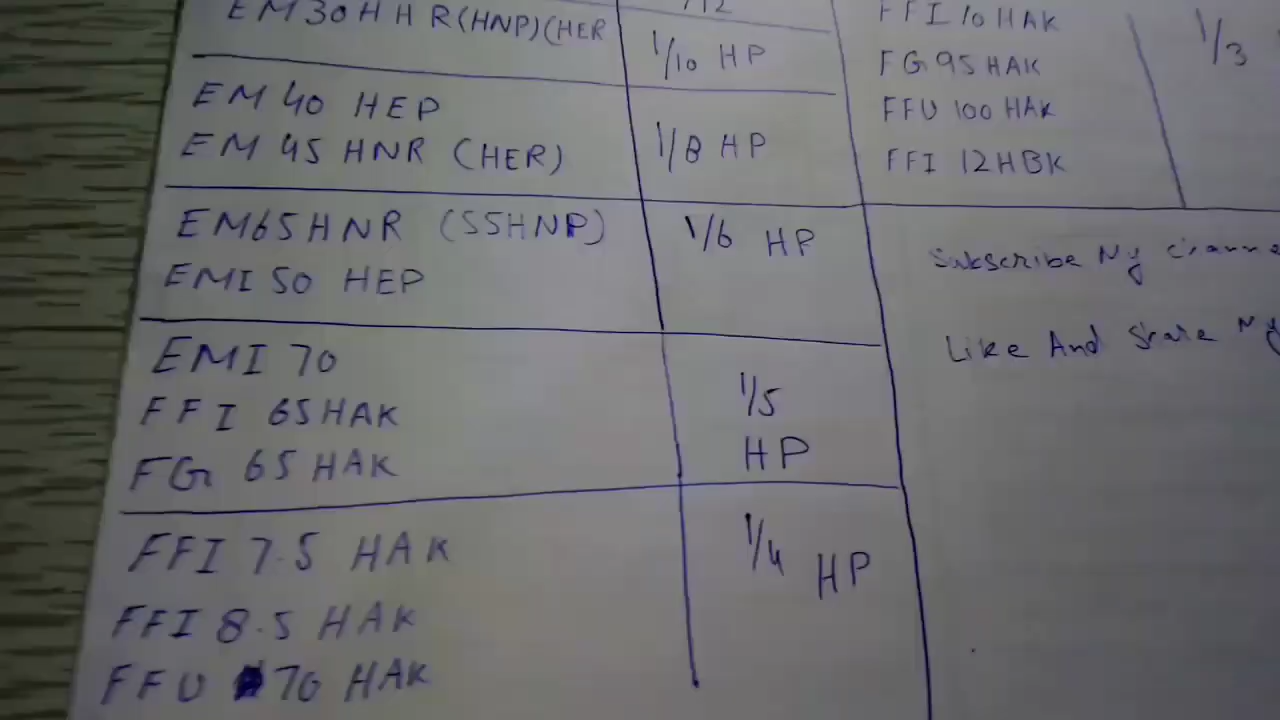 EM30HHR(HNP)(HER
1/10 HP
EM 40 HEP
EM 45 HNR (HER)
1/8 HP
EM65HNR (55HNP)
1/6 HP
EMI 50 HEP
EMI 70
FFI 65HAK
FG 65 HAK
1/5
HP
FFI 7.5 HAK
FFI 8.5 HAK
FFU 70 HAK
1/4 HP
FFI 10 HAK
FG 95 HAK
FFU 100 HAK
FFI 12HBK
1/3
Subscribe My
Like And Share My